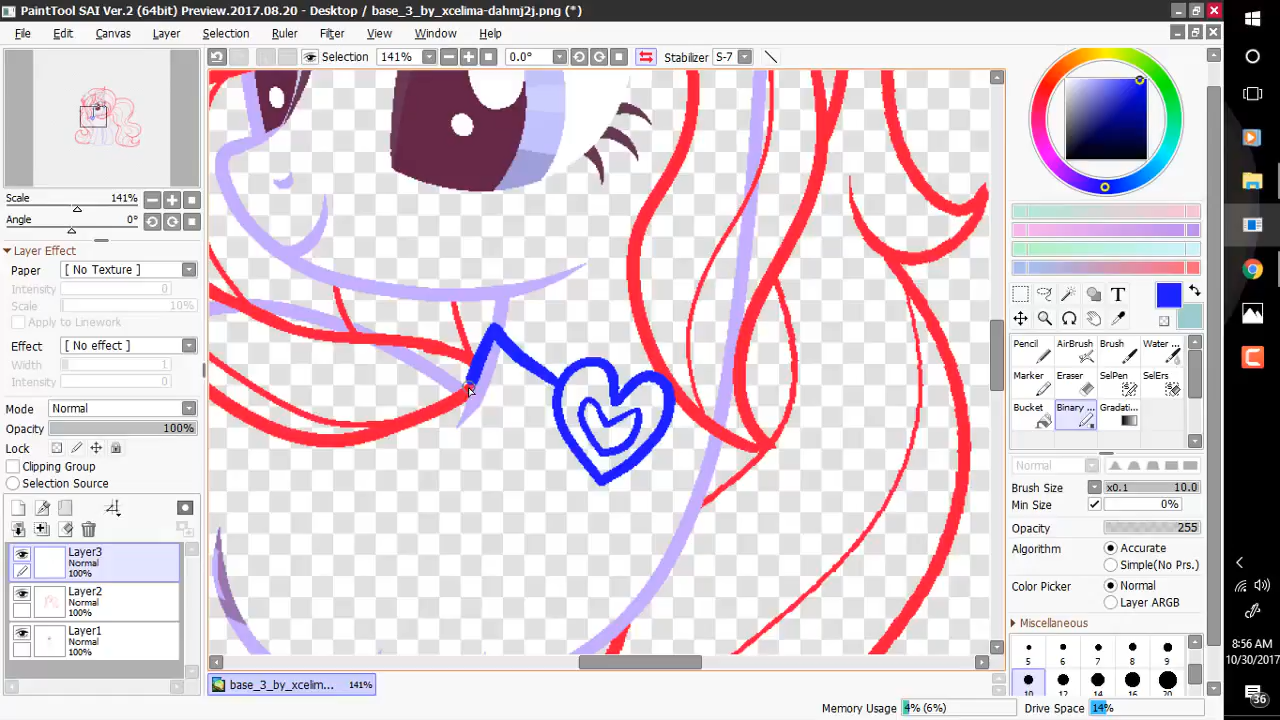 PaintTool SAI Ver.2 (64bit) Preview.2017.08.20 - Desktop / base_3_by_xcelima-dahmj2j.png (*)
File Edit Canvas Layer Selection Ruler Filter View Window Help
Selection 141% 0.0° Stabilizer S-7
Scale 141%
Angle 0°
Layer Effect
Paper [ No Texture ]
Intensity 0
Scale 10%
Apply to Linework
Effect [ No effect ]
Width 1
Intensity 0
Mode Normal
Opacity 100%
Lock
Clipping Group
Selection Source
Layer3
Normal
100%
Layer2
Normal
100%
Layer1
Normal
100%
base_3_by_xcelim... 141%
T
Pencil AirBrush Brush Water ...
Marker Eraser SelPen SelErs
Bucket Binary ... Gradati...
Normal
Brush Size x0.1 10.0
Min Size 0%
Opacity 255
Algorithm Accurate
Simple(No Prs.)
Color Picker Normal
Layer ARGB
Miscellaneous
5 6 7 8 9
10 12 14 16 20
Memory Usage 4% (6%) Drive Space 14%
8:56 AM
10/30/2017
36